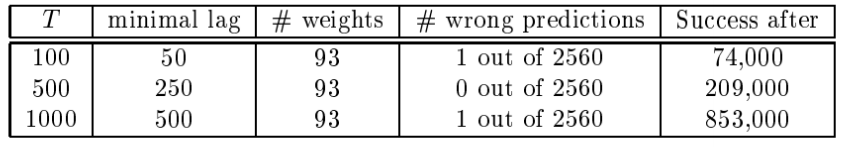 T minimal lag # weights # wrong predictions Success after
100 50 93 1 out of 2560 74,000
500 250 93 0 out of 2560 209,000
1000 500 93 1 out of 2560 853,000